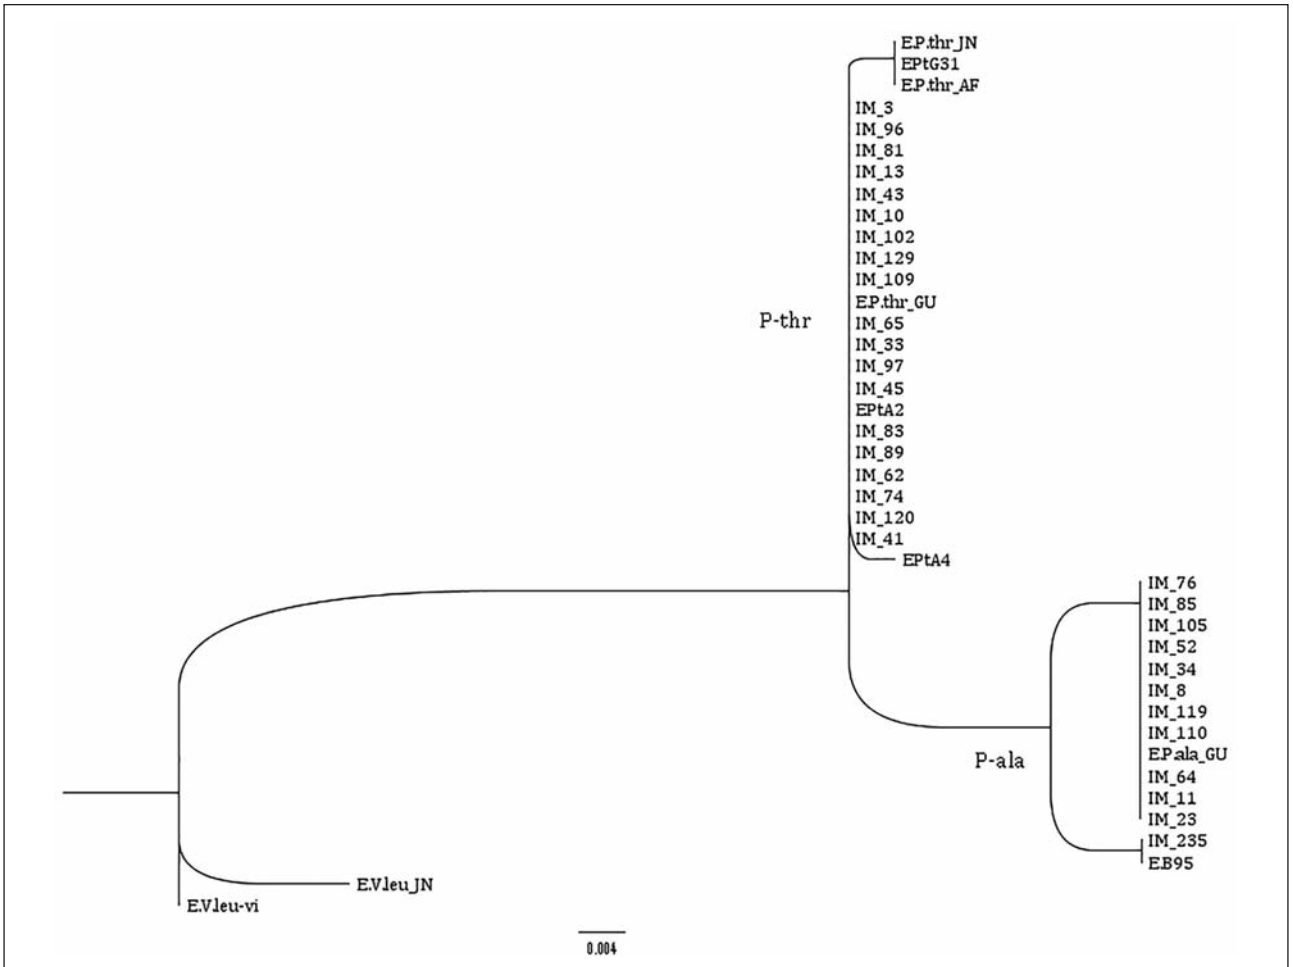 E.P.thr_JN
EPtG31
E.P.thr_AF
IM_3
IM_96
IM_81
IM_13
IM_43
IM_10
IM_102
IM_129
IM_109
E.P.thr_GU
P-thr
IM_65
IM_33
IM_97
IM_45
EPtA2
IM_83
IM_89
IM_62
IM_74
IM_120
IM_41
EPtA4
IM_76
IM_85
IM_105
IM_52
IM_34
IM_8
IM_119
IM_110
E.P.ala_GU
P-ala
IM_64
IM_11
IM_23
IM_235
E.B95
E.V.leu_JN
E.V.leu-vi
0.004